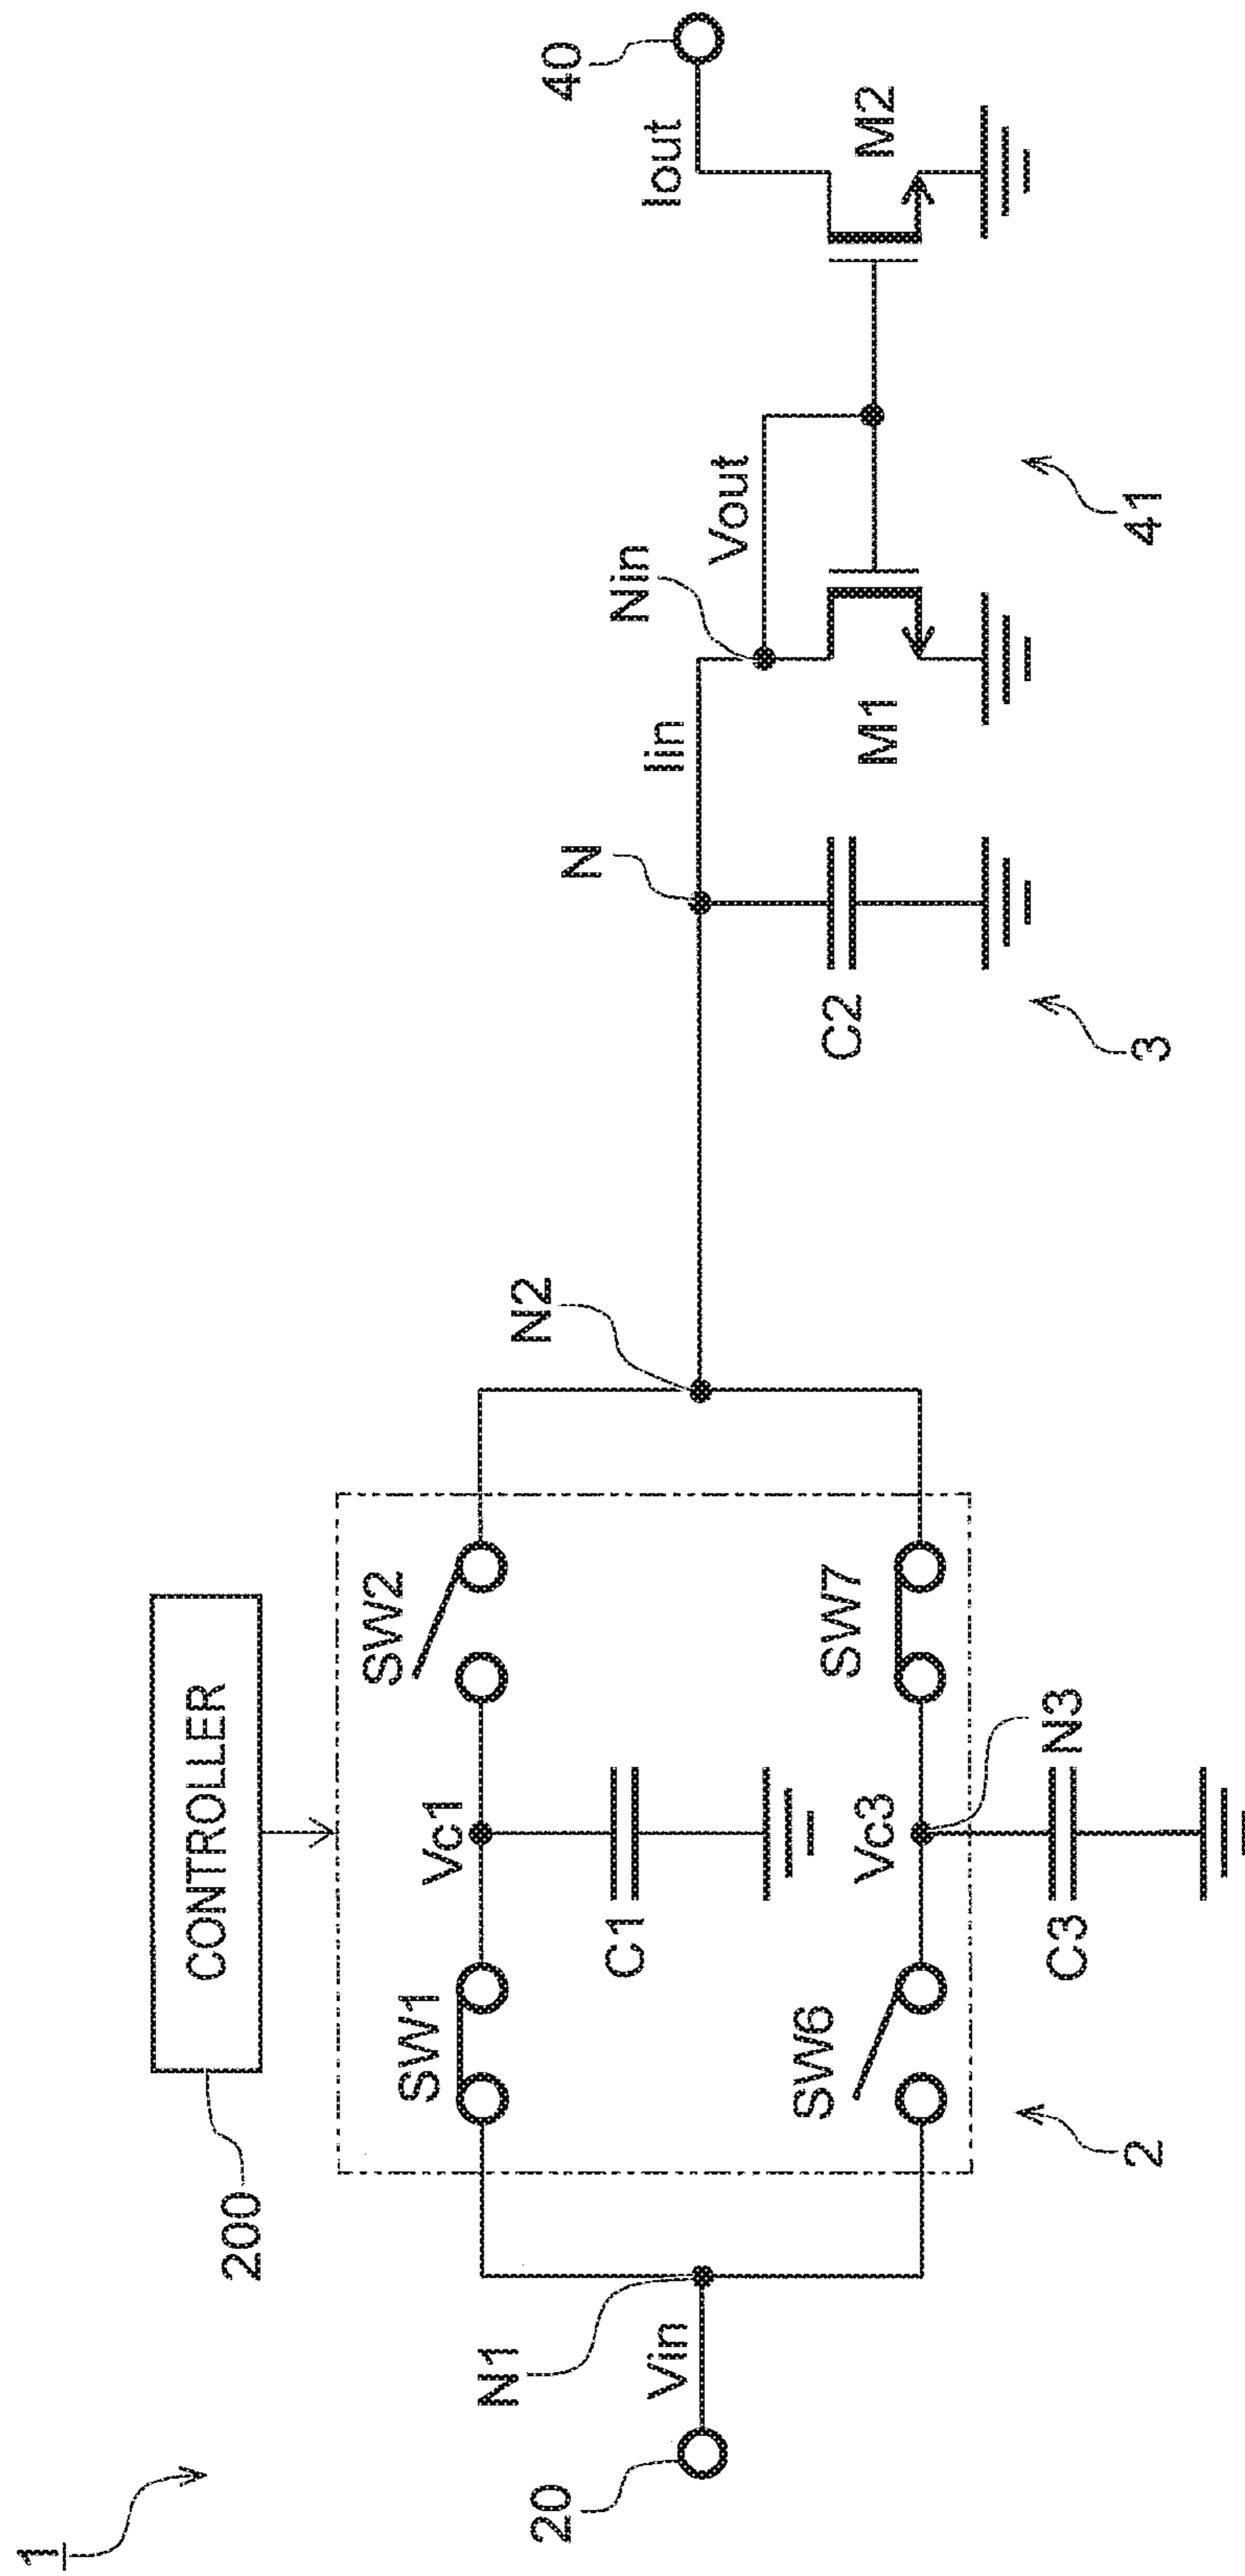 1
200
CONTROLLER
20
Vin
N1
SW1
Vc1
SW2
C1
SW6
Vc3
SW7
N3
C3
2
N2
N
C2
3
Iin
Nin
Vout
M1
41
Iout
40
M2